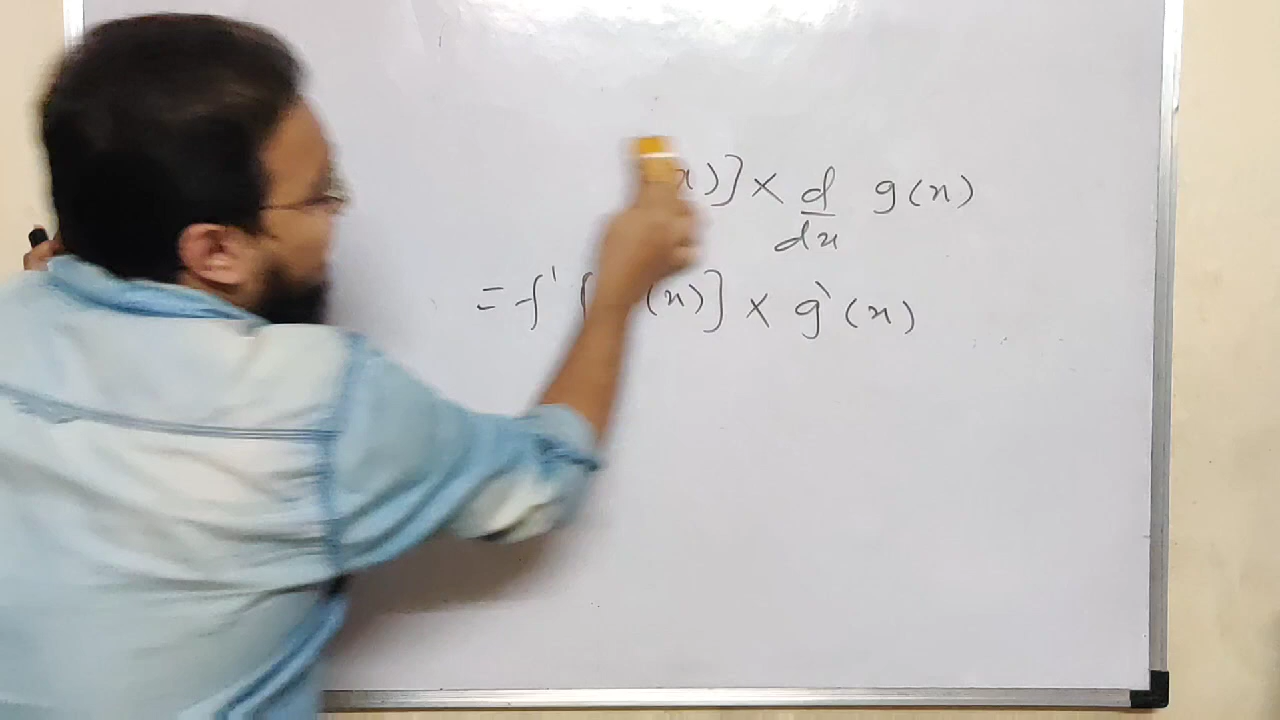 x)] × d/dx g(x)
= f' [ (x)] × g'(x)